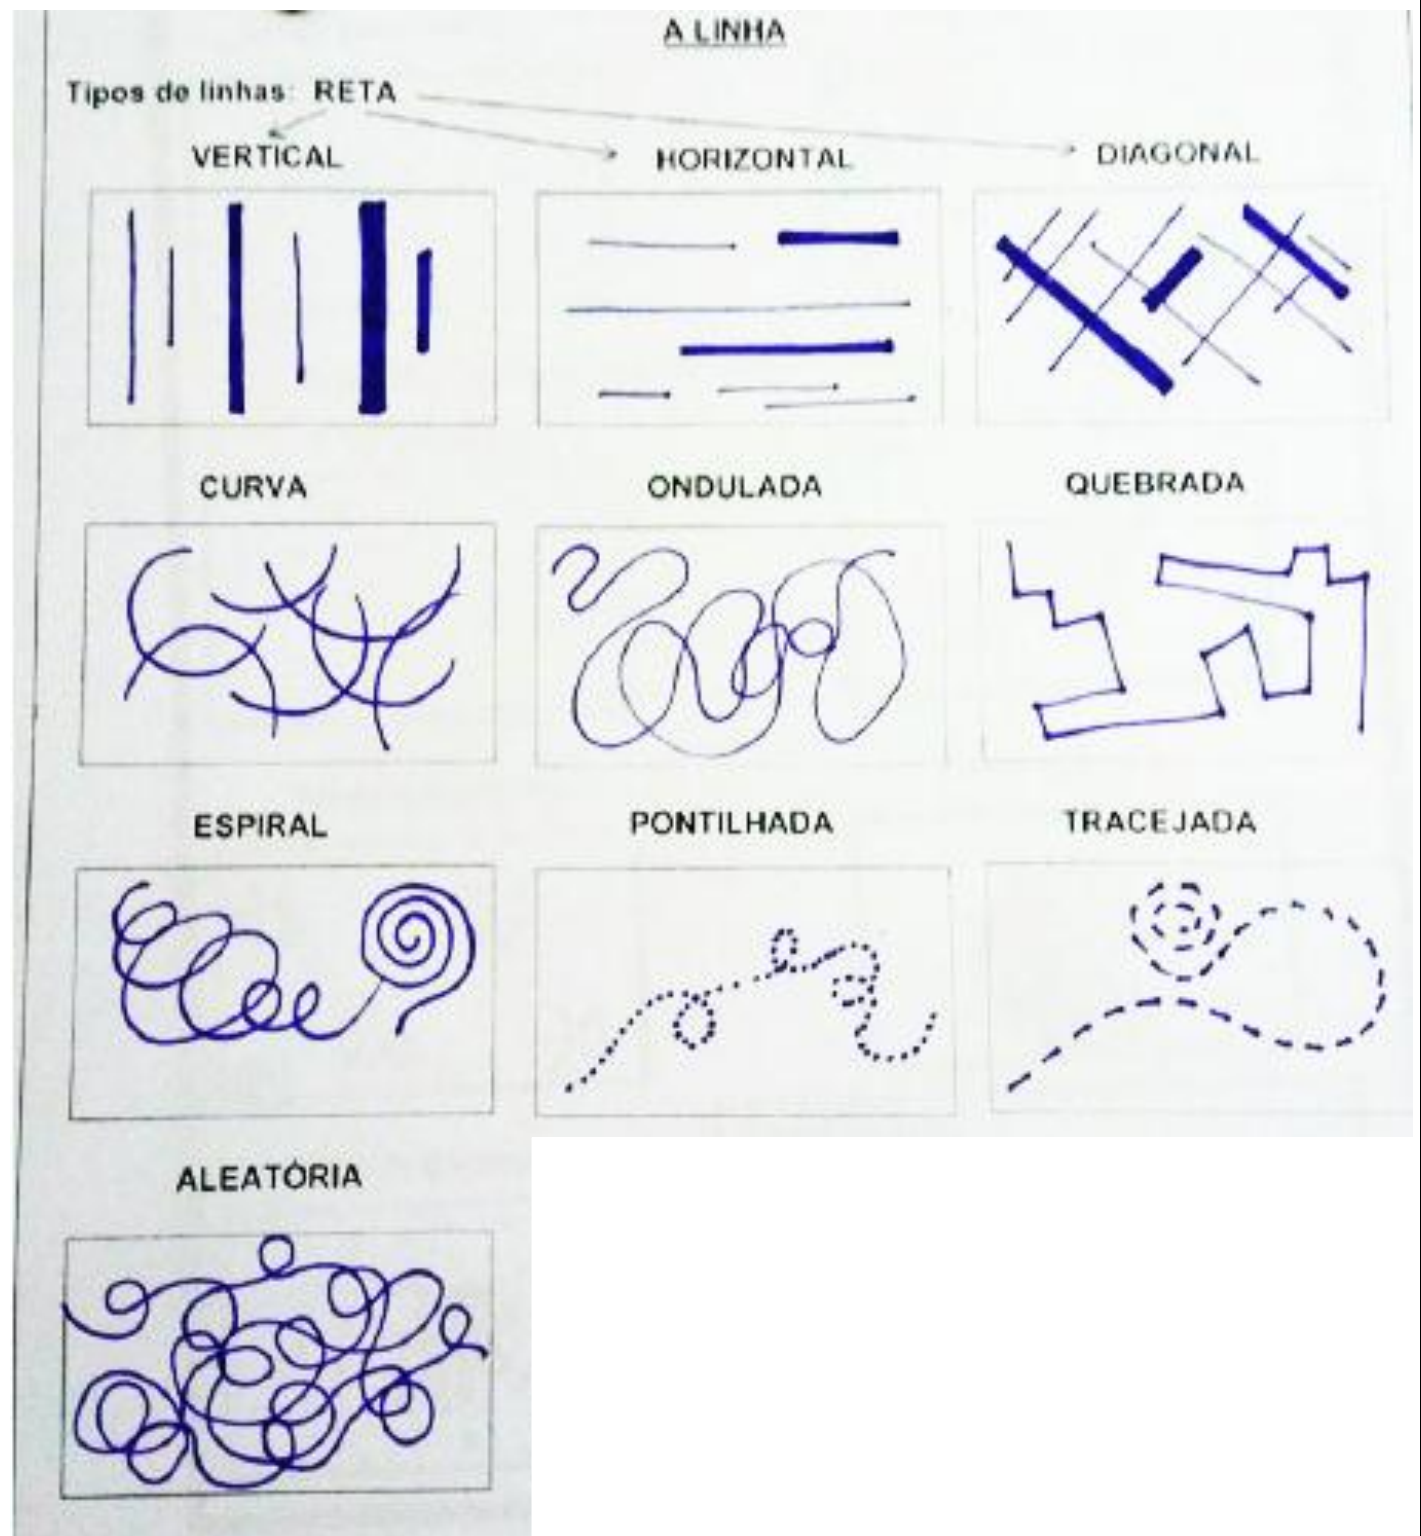 A LINHA
Tipos de linhas: RETA
VERTICAL HORIZONTAL DIAGONAL
CURVA ONDULADA QUEBRADA
ESPIRAL PONTILHADA TRACEJADA
ALEATÓRIA